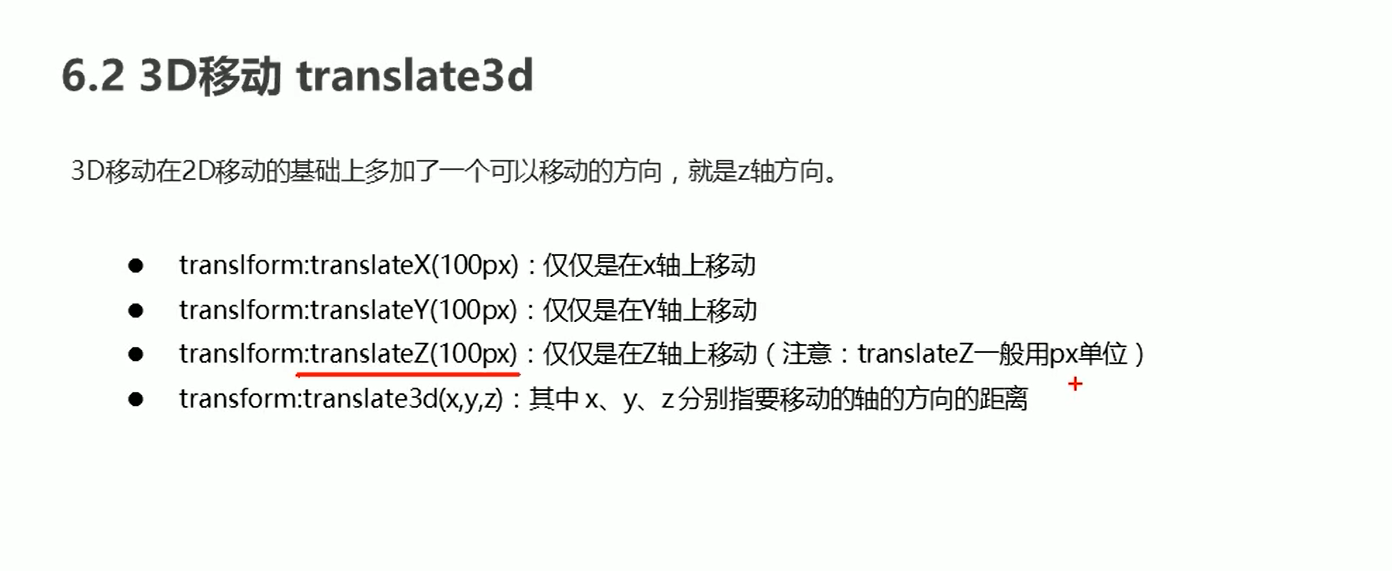 6.2 3D移动 translate3d
3D移动在2D移动的基础上多加了一个可以移动的方向，就是z轴方向。
● translform:translateX(100px)：仅仅是在x轴上移动
● translform:translateY(100px)：仅仅是在Y轴上移动
● translform:translateZ(100px)：仅仅是在Z轴上移动（注意：translateZ一般用px单位）
● transform:translate3d(x,y,z)：其中 x、y、z 分别指要移动的轴的方向的距离